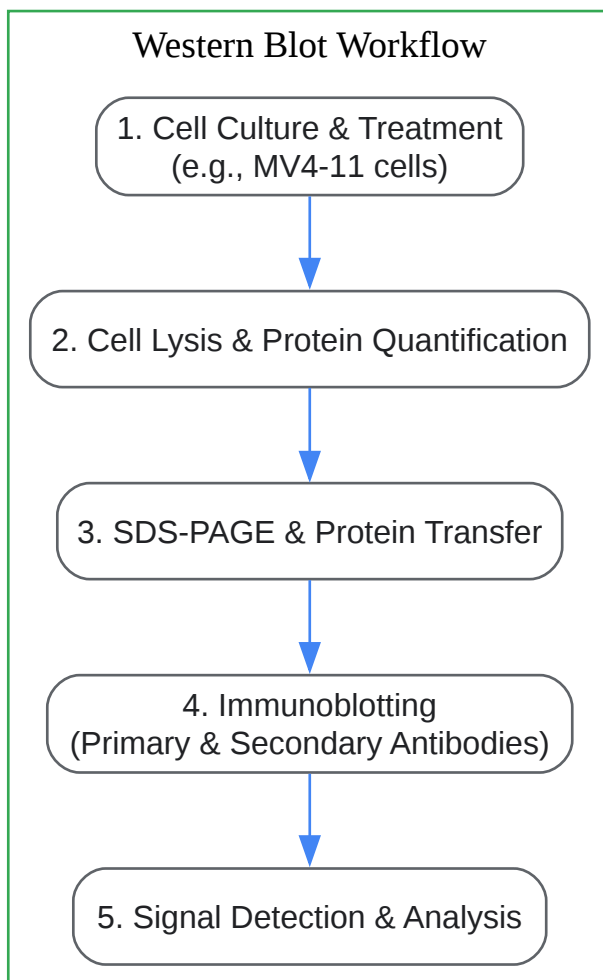 Western Blot Workflow
1. Cell Culture & Treatment
(e.g., MV4-11 cells)
2. Cell Lysis & Protein Quantification
3. SDS-PAGE & Protein Transfer
4. Immunoblotting
(Primary & Secondary Antibodies)
5. Signal Detection & Analysis